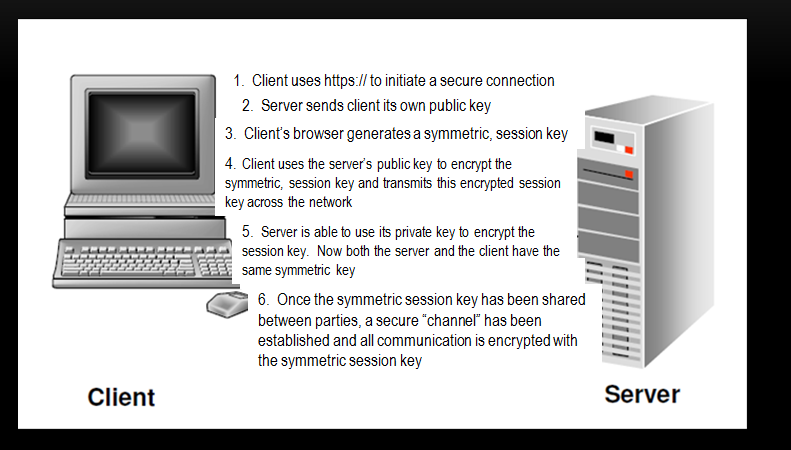 1. Client uses https:// to initiate a secure connection
2. Server sends client its own public key
3. Client's browser generates a symmetric, session key
4. Client uses the server's public key to encrypt the
symmetric, session key and transmits this encrypted session
key across the network
5. Server is able to use its private key to encrypt the
session key. Now both the server and the client have the
same symmetric key
6. Once the symmetric session key has been shared
between parties, a secure “channel” has been
established and all communication is encrypted with
the symmetric session key
Client
Server